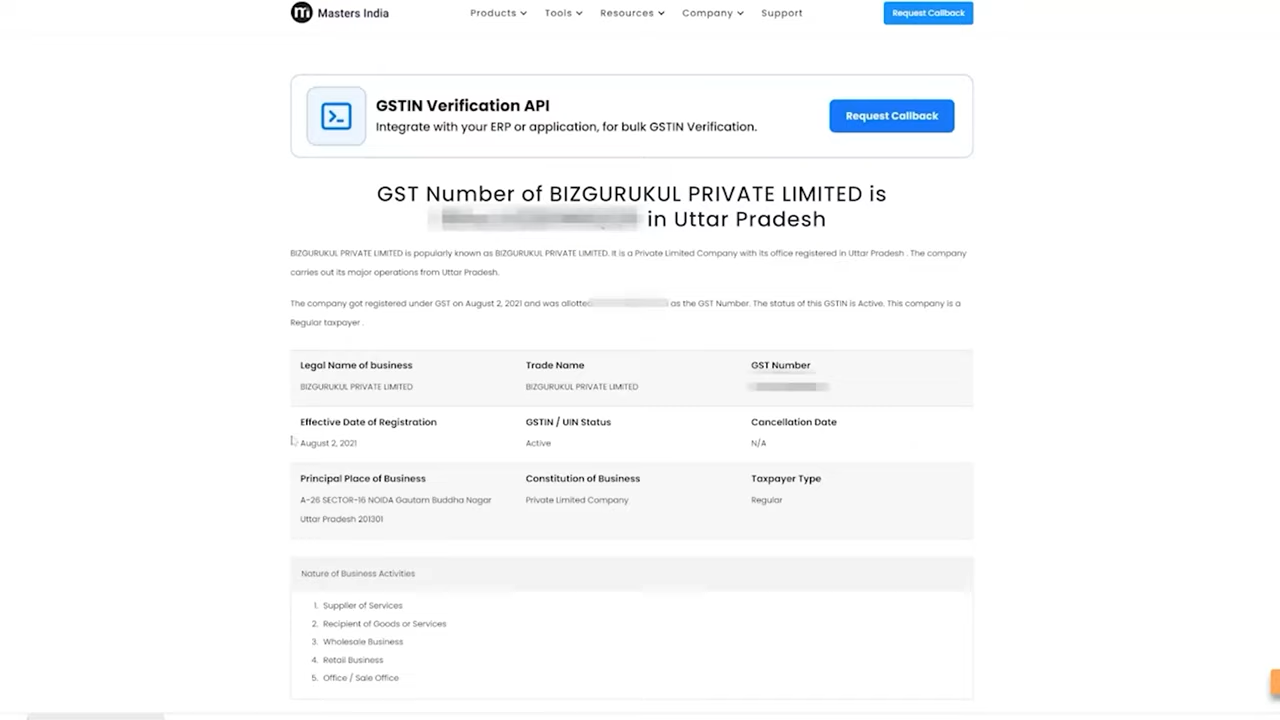 Masters India
Products Tools Resources Company Support
Request Callback
GSTIN Verification API
Integrate with your ERP or application, for bulk GSTIN Verification.
Request Callback
GST Number of BIZGURUKUL PRIVATE LIMITED is
in Uttar Pradesh
BIZGURUKUL PRIVATE LIMITED is popularly known as BIZGURUKUL PRIVATE LIMITED. It is a Private Limited Company with its office registered in Uttar Pradesh . The company
carries out its major operations from Uttar Pradesh.
The company got registered under GST on August 2, 2021 and was allotted as the GST Number. The status of this GSTIN is Active. This company is a
Regular taxpayer .
Legal Name of business Trade Name GST Number
BIZGURUKUL PRIVATE LIMITED BIZGURUKUL PRIVATE LIMITED
Effective Date of Registration GSTIN / UIN Status Cancellation Date
August 2, 2021 Active N/A
Principal Place of Business Constitution of Business Taxpayer Type
A-26 SECTOR-16 NOIDA Gautam Buddha Nagar Private Limited Company Regular
Uttar Pradesh 201301
Nature of Business Activities
1. Supplier of Services
2. Recipient of Goods or Services
3. Wholesale Business
4. Retail Business
5. Office / Sale Office